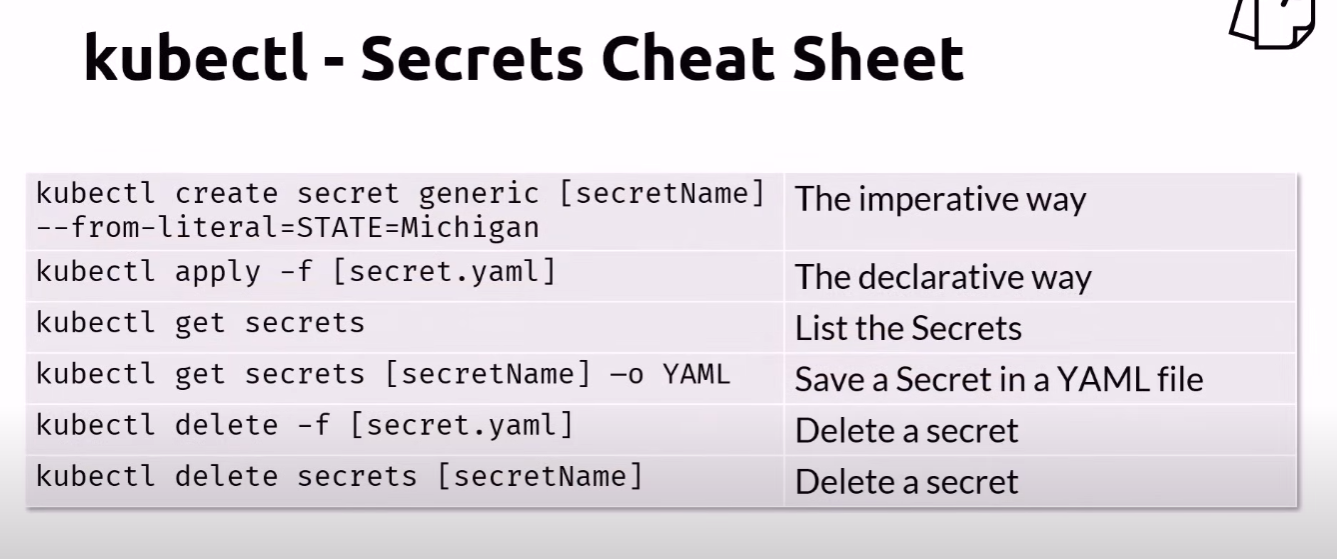 kubectl - Secrets Cheat Sheet
kubectl create secret generic [secretName]
--from-literal=STATE=Michigan
The imperative way
kubectl apply -f [secret.yaml]
The declarative way
kubectl get secrets
List the Secrets
kubectl get secrets [secretName] –o YAML
Save a Secret in a YAML file
kubectl delete -f [secret.yaml]
Delete a secret
kubectl delete secrets [secretName]
Delete a secret